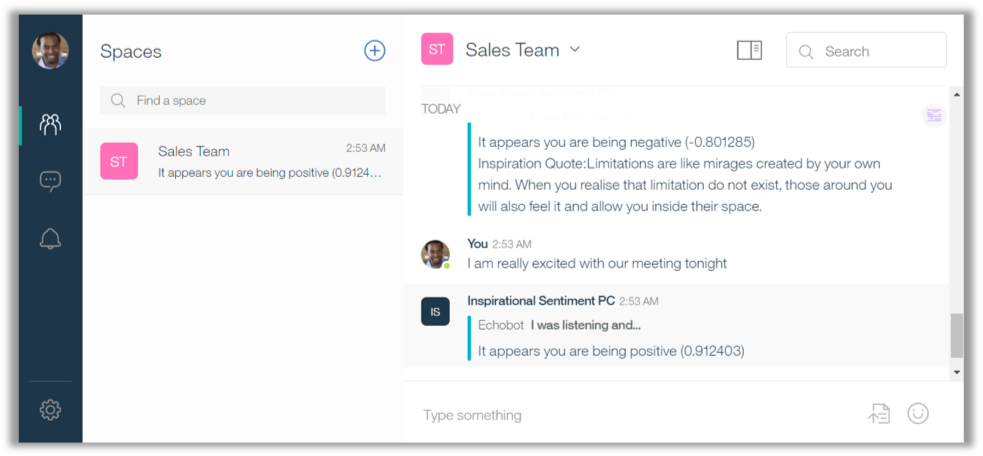 Spaces
Find a space
ST
Sales Team
2:53 AM
It appears you are being positive (0.9124...
ST
Sales Team
Search
TODAY
It appears you are being negative (-0.801285)
Inspiration Quote:Limitations are like mirages created by your own
mind. When you realise that limitation do not exist, those around you
will also feel it and allow you inside their space.
You 2:53 AM
I am really excited with our meeting tonight
IS
Inspirational Sentiment PC 2:53 AM
Echobot I was listening and...
It appears you are being positive (0.912403)
Type something